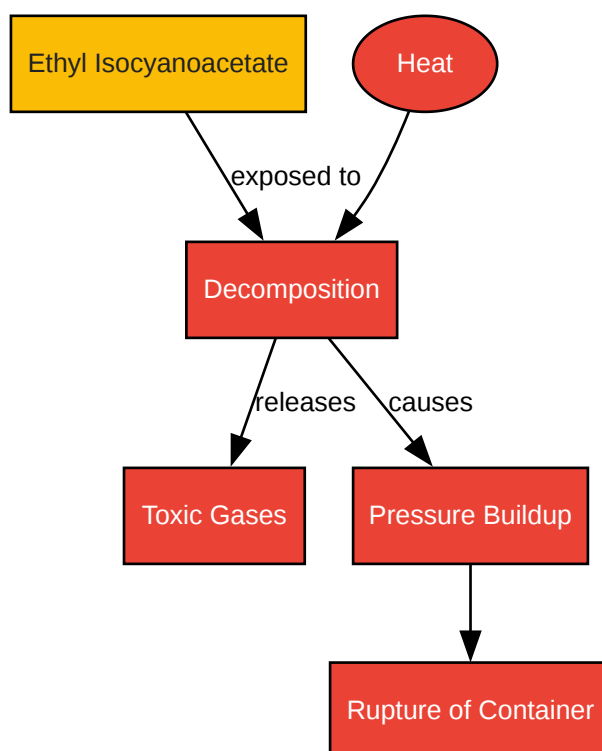 Ethyl Isocyanoacetate
Heat
exposed to
Decomposition
releases
causes
Toxic Gases
Pressure Buildup
Rupture of Container